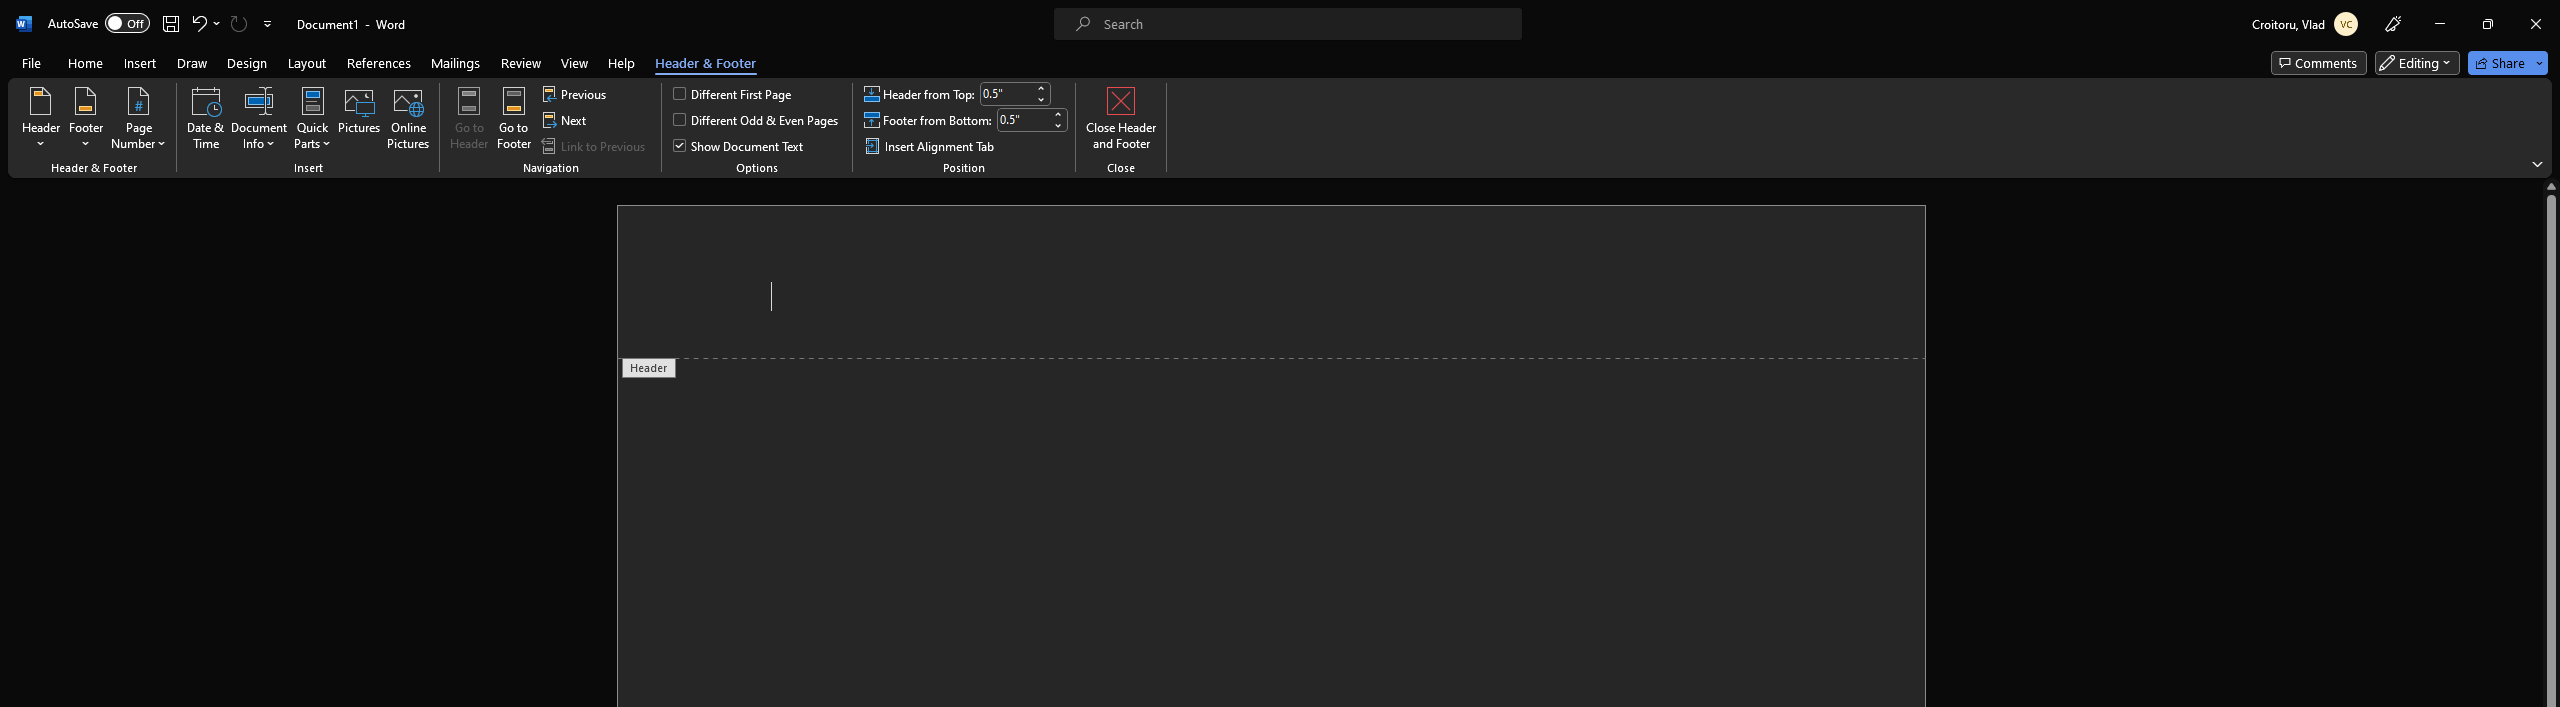 AutoSave Off Document1 - Word Search Croitoru, Vlad VC
File Home Insert Draw Design Layout References Mailings Review View Help Header & Footer Comments Editing Share
Header
Footer
Page
Number
Header & Footer
Date &
Time
Document
Info
Quick
Parts
Pictures
Online
Pictures
Insert
Go to
Header
Go to
Footer
Previous
Next
Link to Previous
Navigation
Different First Page
Different Odd & Even Pages
Show Document Text
Options
Header from Top: 0.5"
Footer from Bottom: 0.5"
Insert Alignment Tab
Position
Close Header
and Footer
Close
Header